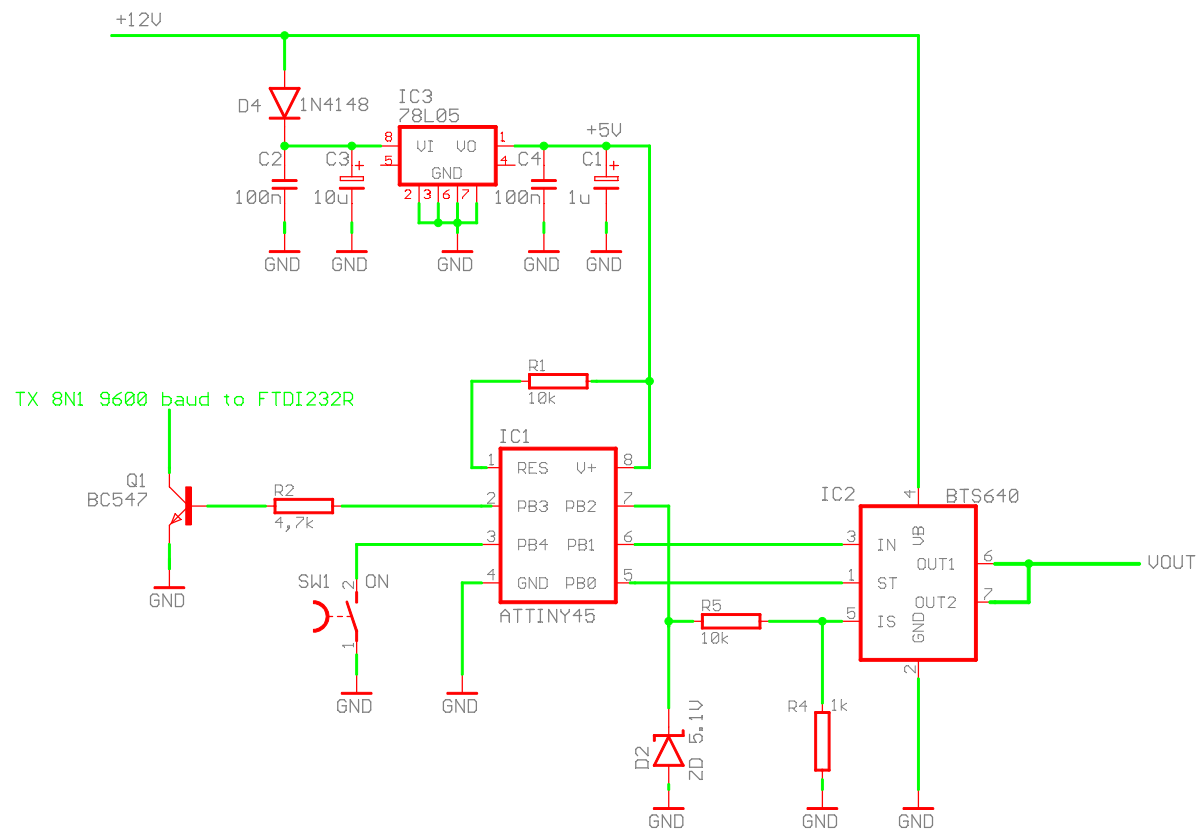 +12V
D4
1N4148
IC3
78L05
8
VI
VO
1
+5V
5
4
GND
C2
C3
+
C4
C1
+
100n
10u
2
3
6
7
100n
1u
GND
GND
GND
GND
GND
R1
10k
TX 8N1 9600 baud to FTDI232R
IC1
1
RES
V+
8
Q1
BC547
R2
4,7k
2
PB3
PB2
7
3
PB4
PB1
6
4
GND
PB0
5
ATTINY45
GND
SW1
2
ON
1
GND
GND
IC2
BTS640
4
VB
3
IN
OUT1
6
VOUT
1
ST
OUT2
7
5
IS
GND
2
R5
10k
R4
1k
D2
ZD 5.1V
GND
GND
GND